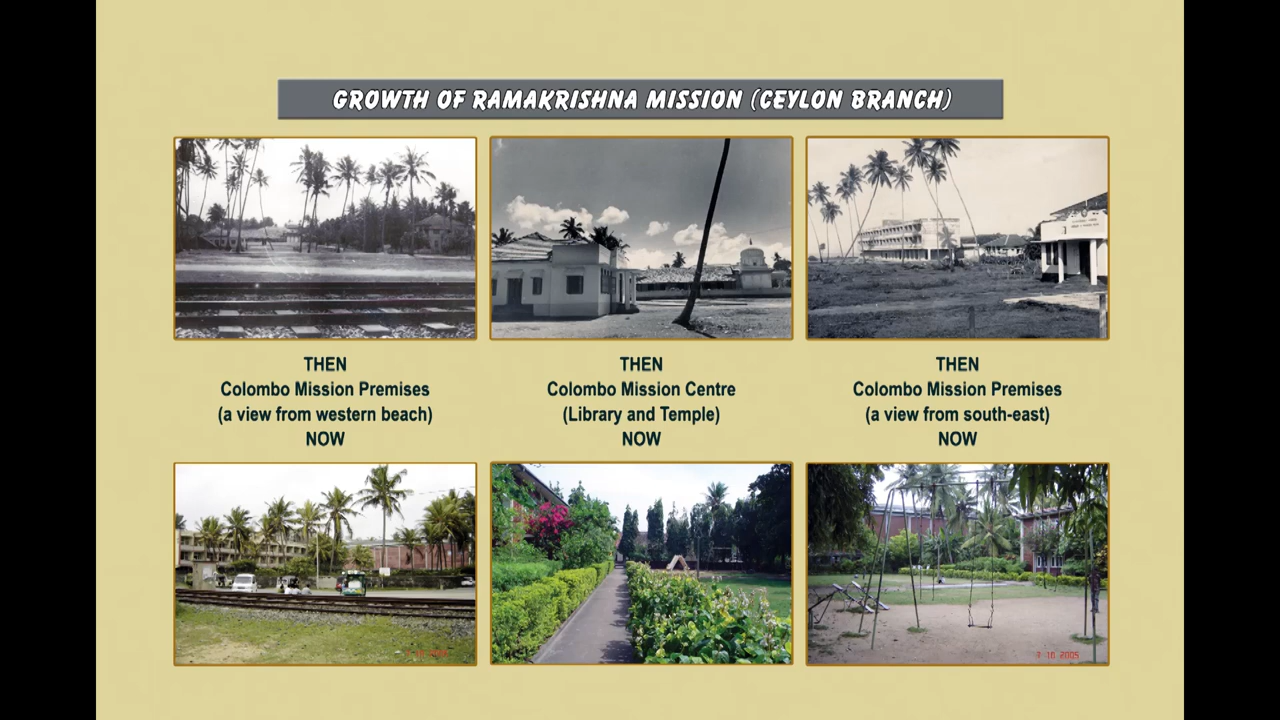 GROWTH OF RAMAKRISHNA MISSION (CEYLON BRANCH)
THEN
Colombo Mission Premises
(a view from western beach)
NOW
THEN
Colombo Mission Centre
(Library and Temple)
NOW
THEN
Colombo Mission Premises
(a view from south-east)
NOW
10 2005